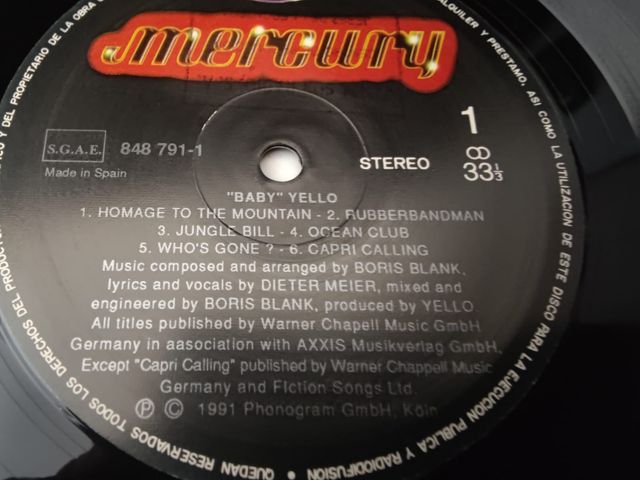 mercury
S.G.A.E. 848 791-1
Made in Spain
1
STEREO
33 1/3
"BABY" YELLO
1. HOMAGE TO THE MOUNTAIN - 2. RUBBERBANDMAN
3. JUNGLE BILL - 4. OCEAN CLUB
5. WHO'S GONE ? - 6. CAPRI CALLING
Music composed and arranged by BORIS BLANK,
lyrics and vocals by DIETER MEIER, mixed and
engineered by BORIS BLANK, produced by YELLO.
All titles published by Warner Chapell Music GmbH
Germany in aasociation with AXXIS Musikverlag GmbH,
Except "Capri Calling" published by Warner Chappell Music
Germany and FIction Songs Ltd.
Ⓟ © 1991 Phonogram GmbH, Köln
Y DEL PROPIETARIO DE LA OBRA
ALQUILER Y PRESTAMO, ASI COMO LA UTILIZACION DE ESTE DISCO PARA LA EJECUCION PUBLICA Y RADIODIFUSION • QUEDAN RESERVADOS TODOS LOS DERECHOS DEL